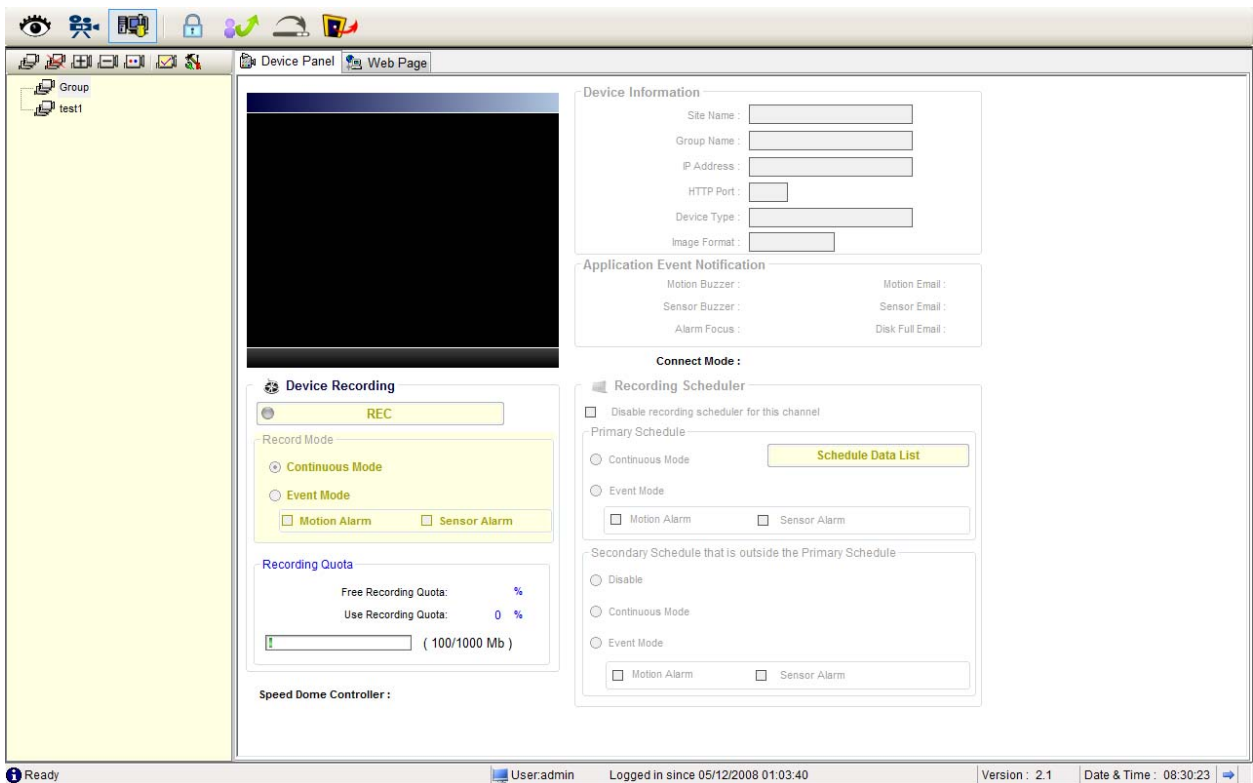 Device Panel
Web Page
Group
test1
Device Information
Site Name :
Group Name :
IP Address :
HTTP Port :
Device Type :
Image Format :
Application Event Notification
Motion Buzzer : Motion Email :
Sensor Buzzer : Sensor Email :
Alarm Focus : Disk Full Email :
Connect Mode :
Device Recording
REC
Record Mode
Continuous Mode
Event Mode
Motion Alarm Sensor Alarm
Recording Quota
Free Recording Quota: %
Use Recording Quota: 0 %
( 100/1000 Mb )
Speed Dome Controller :
Recording Scheduler
Disable recording scheduler for this channel
Primary Schedule
Continuous Mode
Schedule Data List
Event Mode
Motion Alarm Sensor Alarm
Secondary Schedule that is outside the Primary Schedule
Disable
Continuous Mode
Event Mode
Motion Alarm Sensor Alarm
Ready User:admin Logged in since 05/12/2008 01:03:40 Version : 2.1 Date & Time : 08:30:23